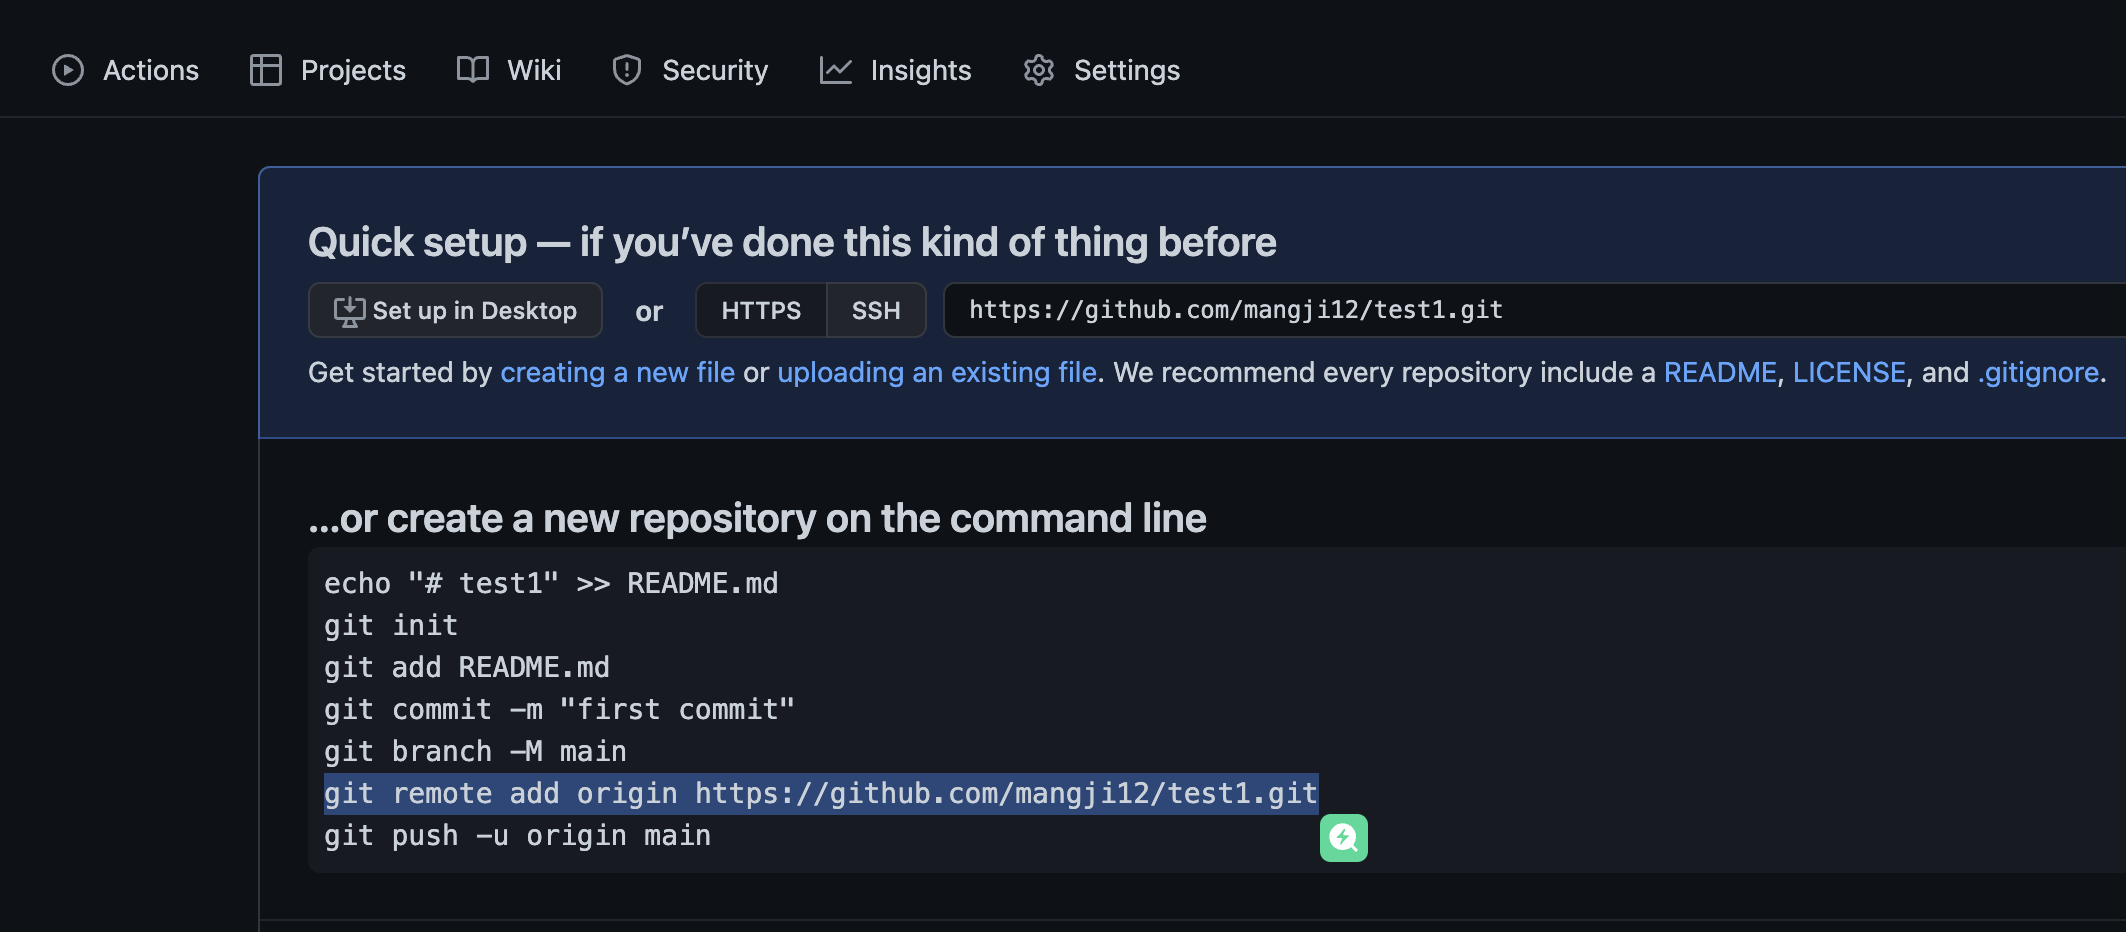 Actions Projects Wiki Security Insights Settings
Quick setup — if you’ve done this kind of thing before
Set up in Desktop or HTTPS SSH https://github.com/mangji12/test1.git
Get started by creating a new file or uploading an existing file. We recommend every repository include a README, LICENSE, and .gitignore.
...or create a new repository on the command line
echo "# test1" >> README.md
git init
git add README.md
git commit -m "first commit"
git branch -M main
git remote add origin https://github.com/mangji12/test1.git
git push -u origin main